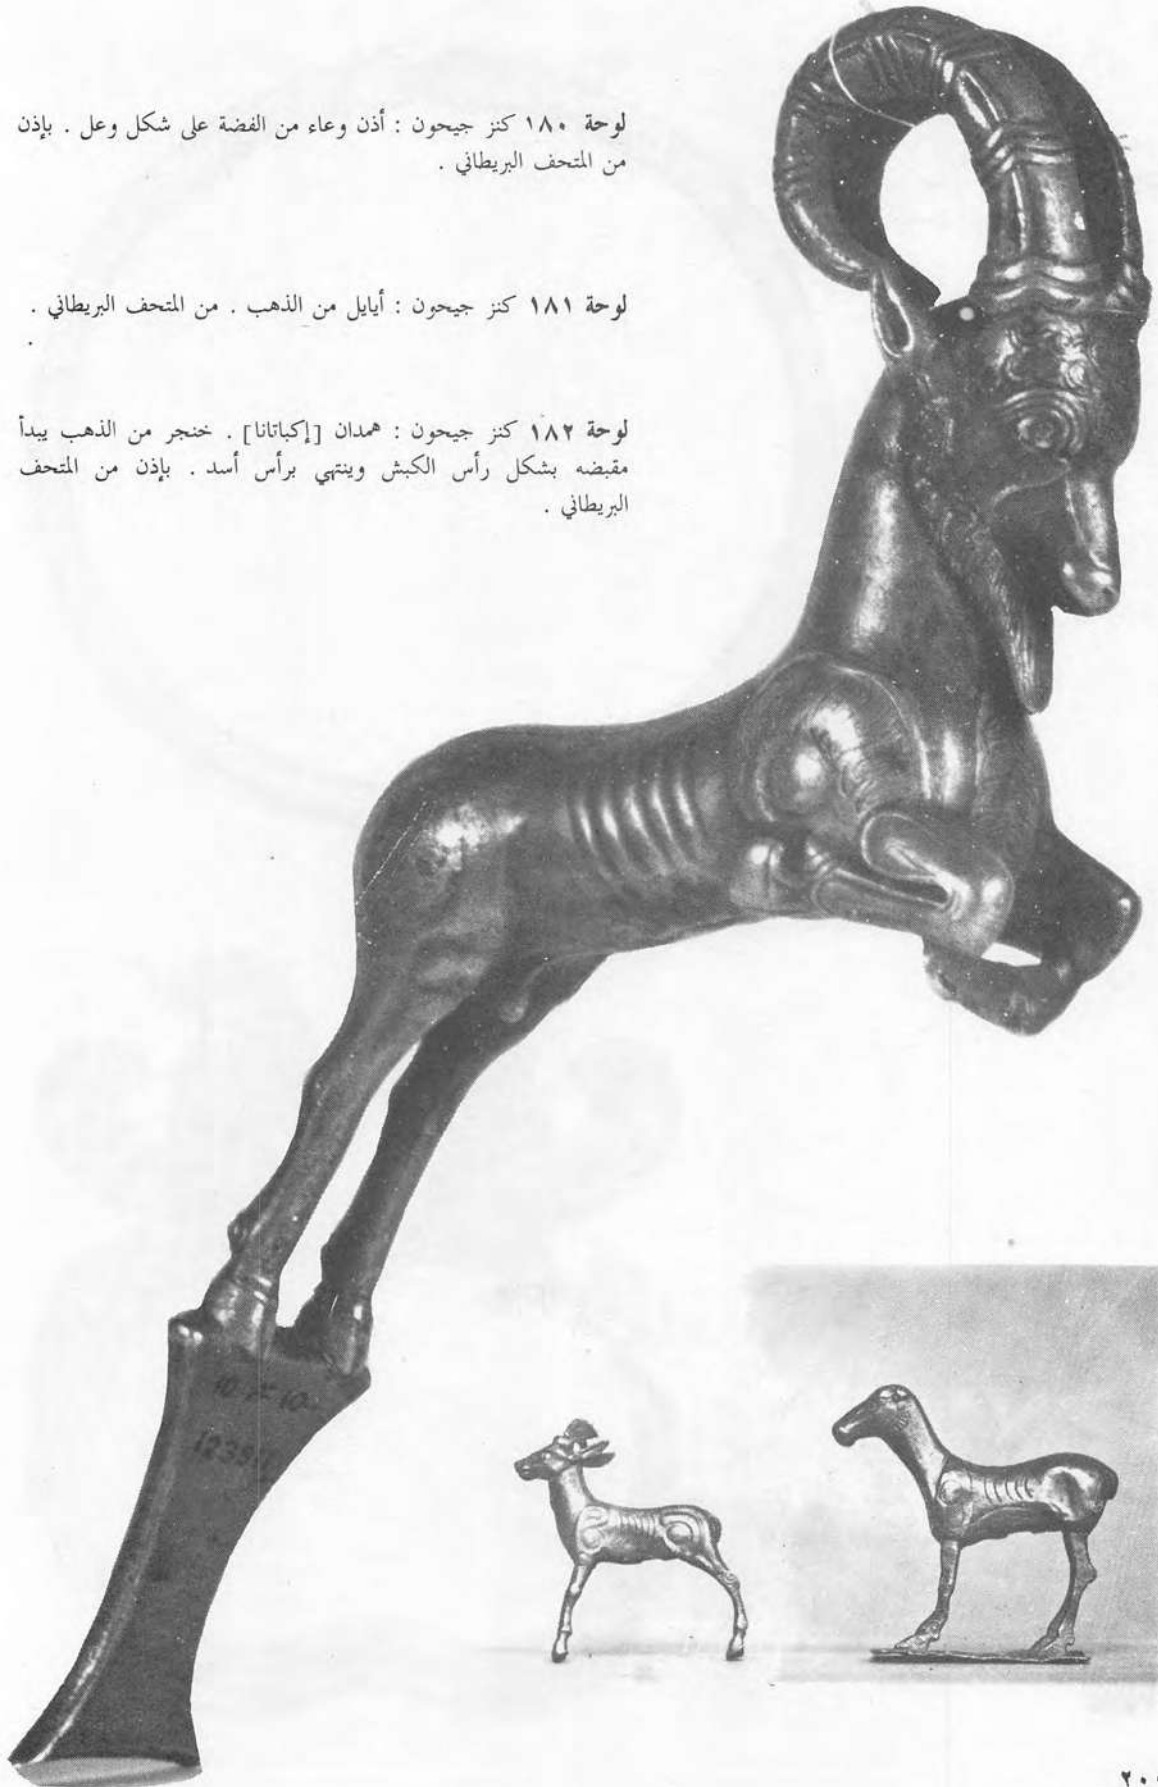 لوحة ١٨٠ كنز جيحون : أذن وعاء من الفضة على شكل وعل . بإذن
من المتحف البريطاني .
لوحة ١٨١ كنز جيحون : أيايل من الذهب . من المتحف البريطاني .
لوحة ١٨٢ كنز جيحون : همدان [إكباتانا] . خنجر من الذهب يبدأ
مقبضه بشكل رأس الكبش وينتهي برأس أسد . بإذن من المتحف
البريطاني .